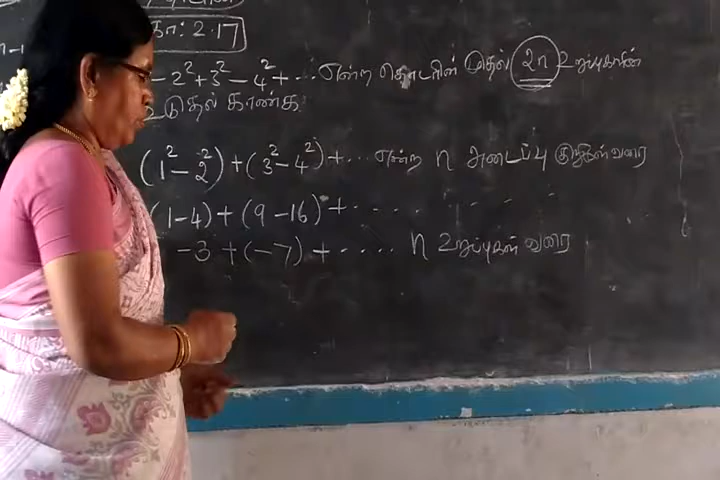 கா: 2.17
-2²+3²-4²+... என்ற தொடரின் முதல் 2n உறுப்புகளின்
கூடுதல் காண்க.
(1²-2²)+(3²-4²)+... என்ற n அடைப்பு குறிகள் வரை
(1-4)+(9-16)+.......
-3+(-7)+..... n உறுப்புகள் வரை